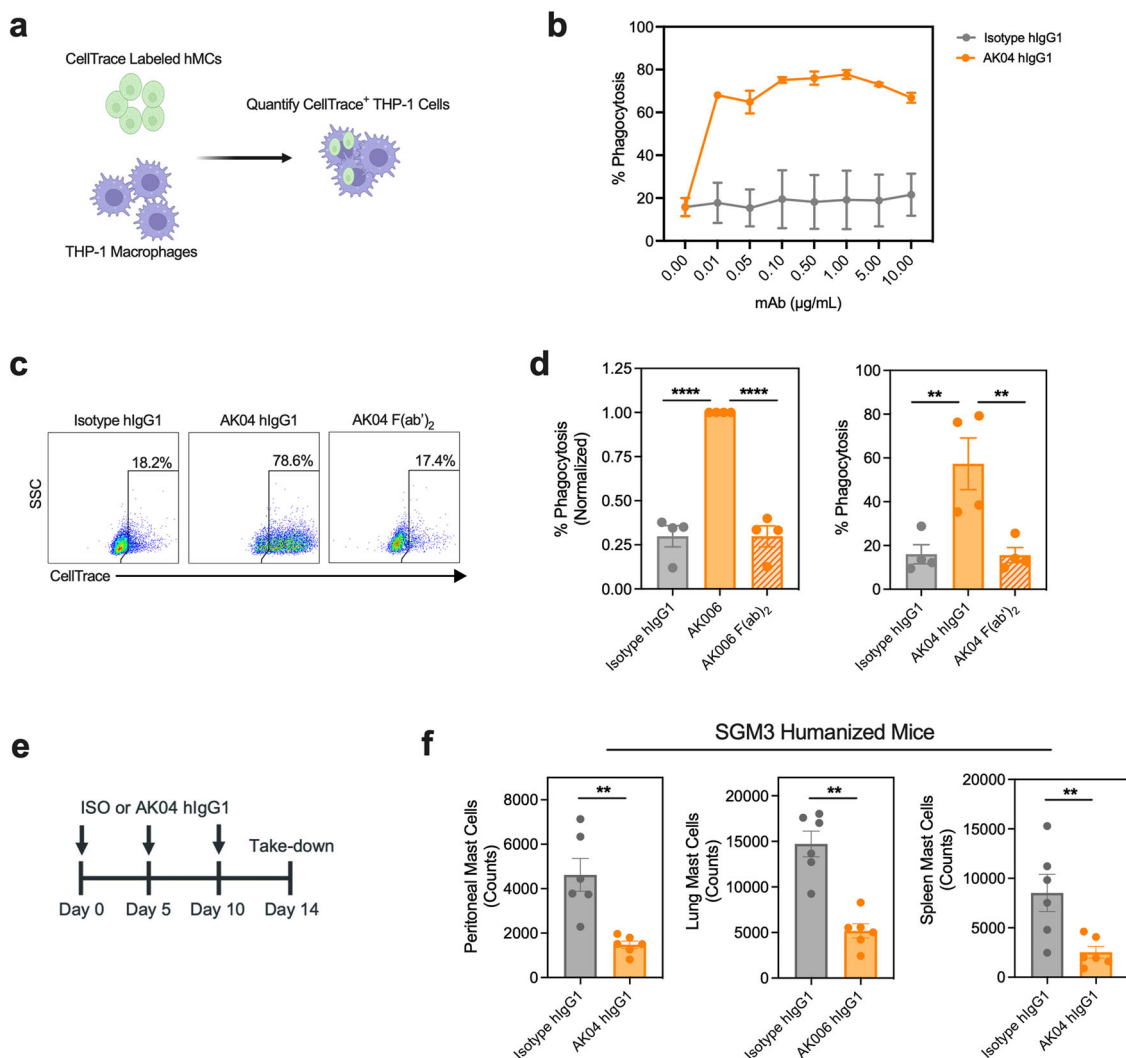 a
CellTrace Labeled hMCs
THP-1 Macrophages
Quantify CellTrace⁺ THP-1 Cells
b
% Phagocytosis
100
80
60
40
20
0
0.00
0.01
0.05
0.10
0.50
1.00
5.00
10.00
mAb (µg/mL)
Isotype hIgG1
AK04 hIgG1
c
Isotype hIgG1
AK04 hIgG1
AK04 F(ab')₂
18.2%
78.6%
17.4%
SSC
CellTrace
d
% Phagocytosis
(Normalized)
1.25
1.00
0.75
0.50
0.25
0.00
****
****
Isotype hIgG1
AK006
AK006 F(ab)₂
% Phagocytosis
100
80
60
40
20
0
**
**
Isotype hIgG1
AK04 hIgG1
AK04 F(ab')₂
e
ISO or AK04 hIgG1
Take-down
Day 0
Day 5
Day 10
Day 14
f
SGM3 Humanized Mice
Peritoneal Mast Cells
(Counts)
8000
6000
4000
2000
0
**
Isotype hIgG1
AK04 hIgG1
Lung Mast Cells
(Counts)
20000
15000
10000
5000
0
**
Isotype hIgG1
AK006 hIgG1
Spleen Mast Cells
(Counts)
20000
15000
10000
5000
0
**
Isotype hIgG1
AK04 hIgG1